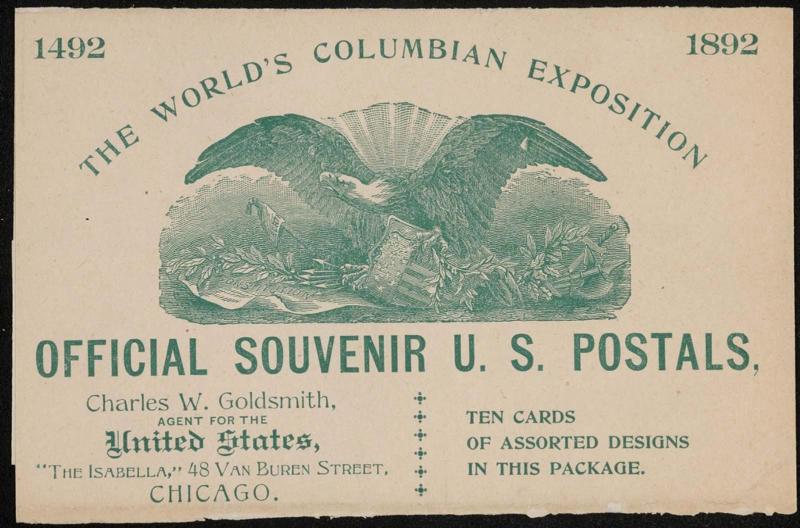 1492
1892
THE WORLD'S COLUMBIAN EXPOSITION
OFFICIAL SOUVENIR U. S. POSTALS,
Charles W. Goldsmith,
AGENT FOR THE
United States,
"THE ISABELLA," 48 VAN BUREN STREET,
CHICAGO.
TEN CARDS
OF ASSORTED DESIGNS
IN THIS PACKAGE.